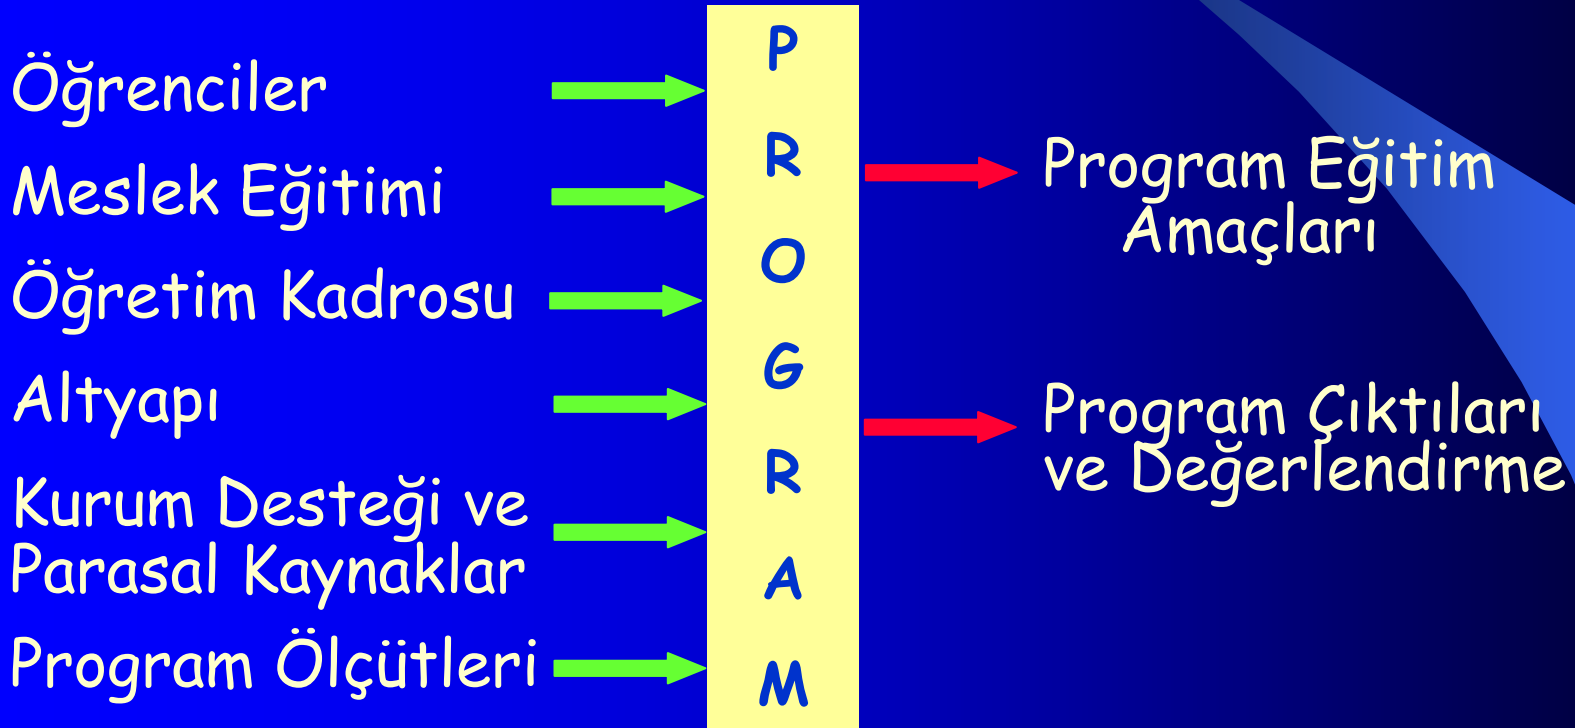 Öğrenciler
Meslek Eğitimi
Öğretim Kadrosu
Altyapı
Kurum Desteği ve
Parasal Kaynaklar
Program Ölçütleri
P
R
O
G
R
A
M
Program Eğitim
Amaçları
Program Çıktıları
ve Değerlendirme